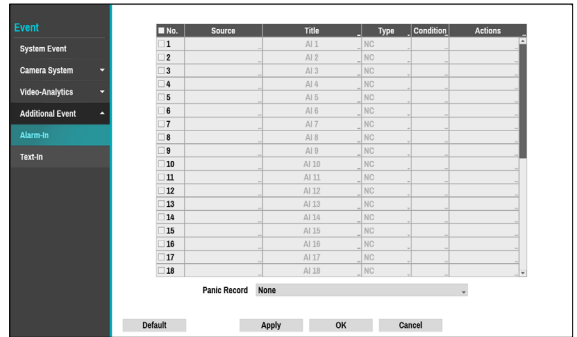 Event
System Event
Camera System
Video-Analytics
Additional Event
Alarm-In
Text-In
No. Source Title Type Condition Actions
1 AI 1 NC
2 AI 2 NC
3 AI 3 NC
4 AI 4 NC
5 AI 5 NC
6 AI 6 NC
7 AI 7 NC
8 AI 8 NC
9 AI 9 NC
10 AI 10 NC
11 AI 11 NC
12 AI 12 NC
13 AI 13 NC
14 AI 14 NC
15 AI 15 NC
16 AI 16 NC
17 AI 17 NC
18 AI 18 NC
Panic Record None
Default Apply OK Cancel